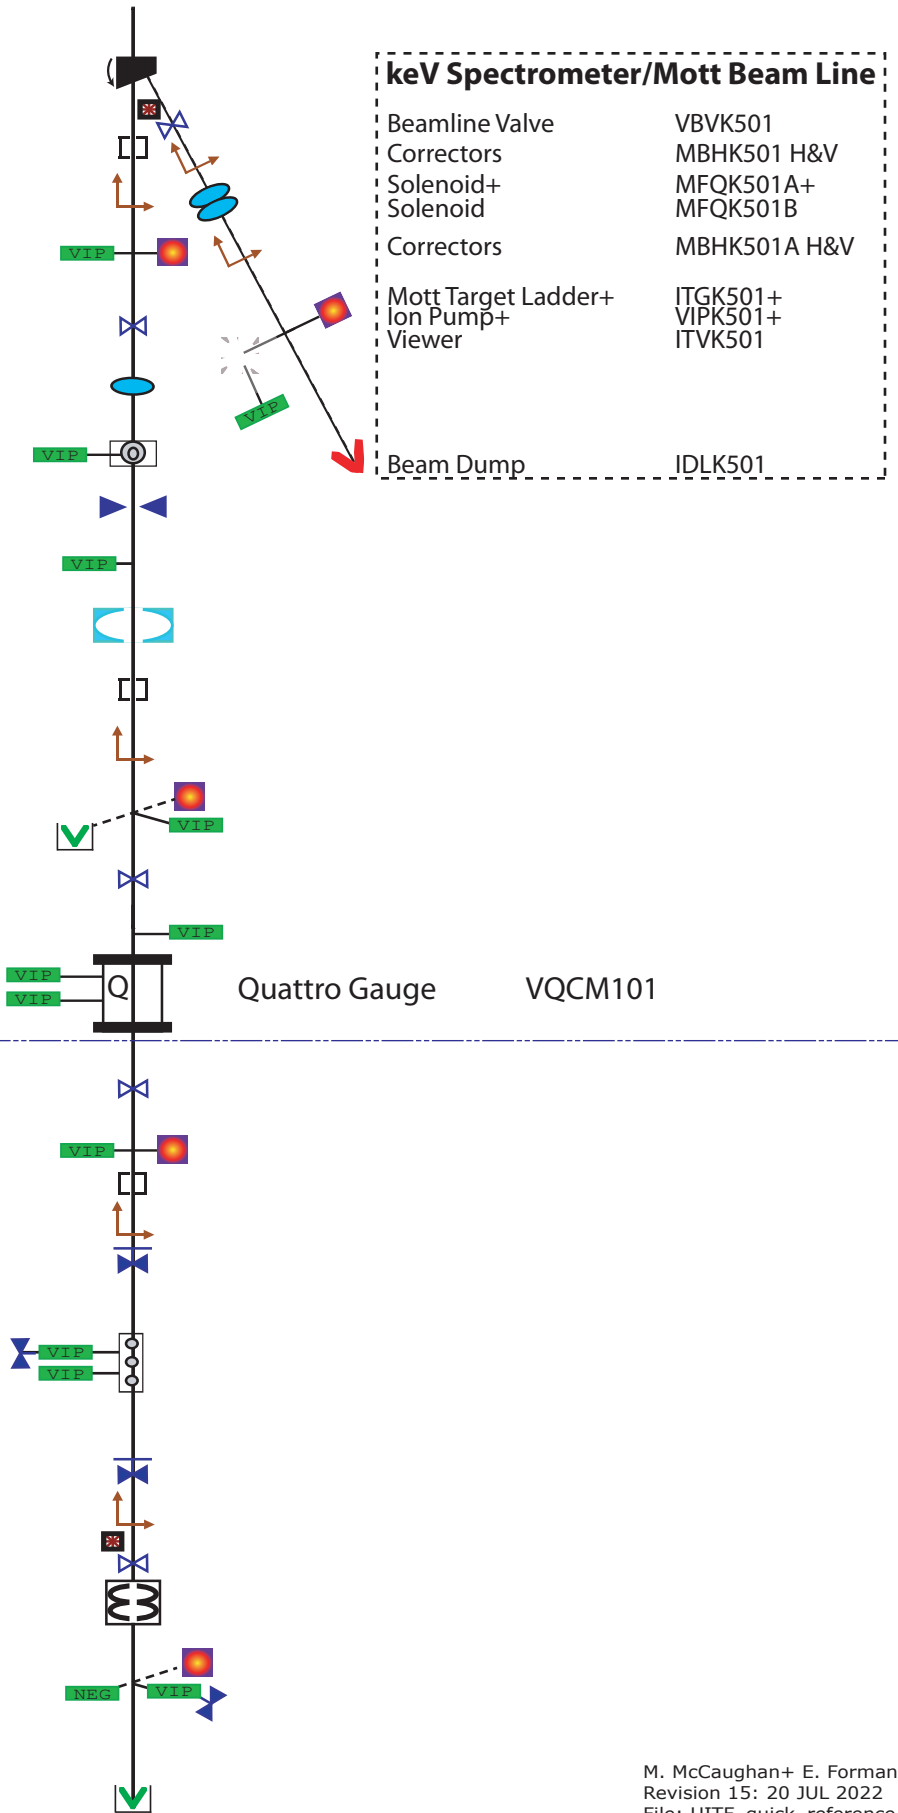 keV Spectrometer/Mott Beam Line
Beamline Valve VBVK501
Correctors MBHK501 H&V
Solenoid+ MFQK501A+
Solenoid MFQK501B
VIP
Correctors MBHK501A H&V
Mott Target Ladder+ ITGK501+
Ion Pump+ VIPK501+
Viewer ITVK501
VIP
VIP
Beam Dump IDLK501
VIP
VIP
VIP
VIP
Q
Quattro Gauge VQCM101
VIP
VIP
VIP
VIP
NEG
VIP
M. McCaughan+ E. Forman
Revision 15: 20 JUL 2022